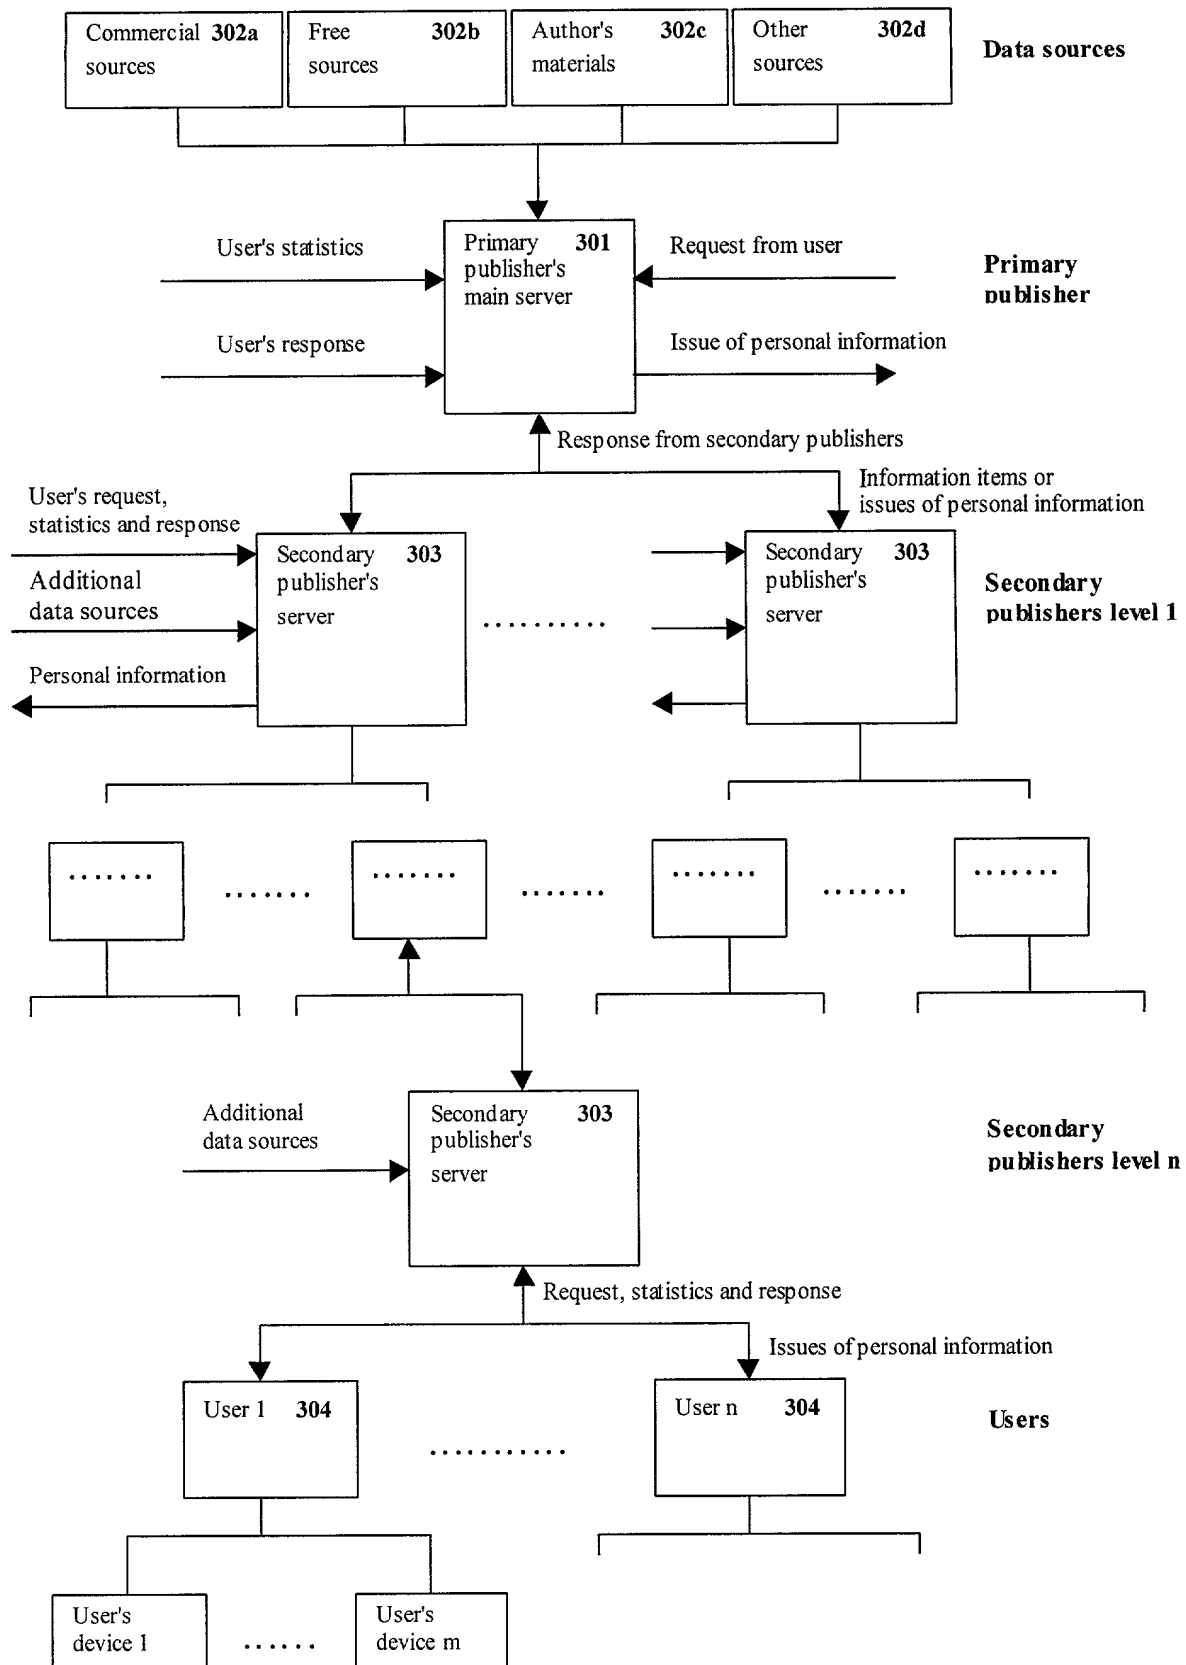 Commercial 302a
sources
Free 302b
sources
Author's 302c
materials
Other 302d
sources
Data sources
User's statistics
Primary 301
publisher's
main server
Request from user
Primary
publisher
User's response
Issue of personal information
Response from secondary publishers
User's request,
statistics and response
Information items or
issues of personal information
Additional
data sources
Personal information
Secondary 303
publisher's
server
..........
Secondary 303
publisher's
server
Secondary
publishers level 1
.......
.......
.......
.......
.......
.......
.......
Additional
data sources
Secondary 303
publisher's
server
Secondary
publishers level n
Request, statistics and response
Issues of personal information
User 1 304
...........
User n 304
Users
User's
device 1
......
User's
device m